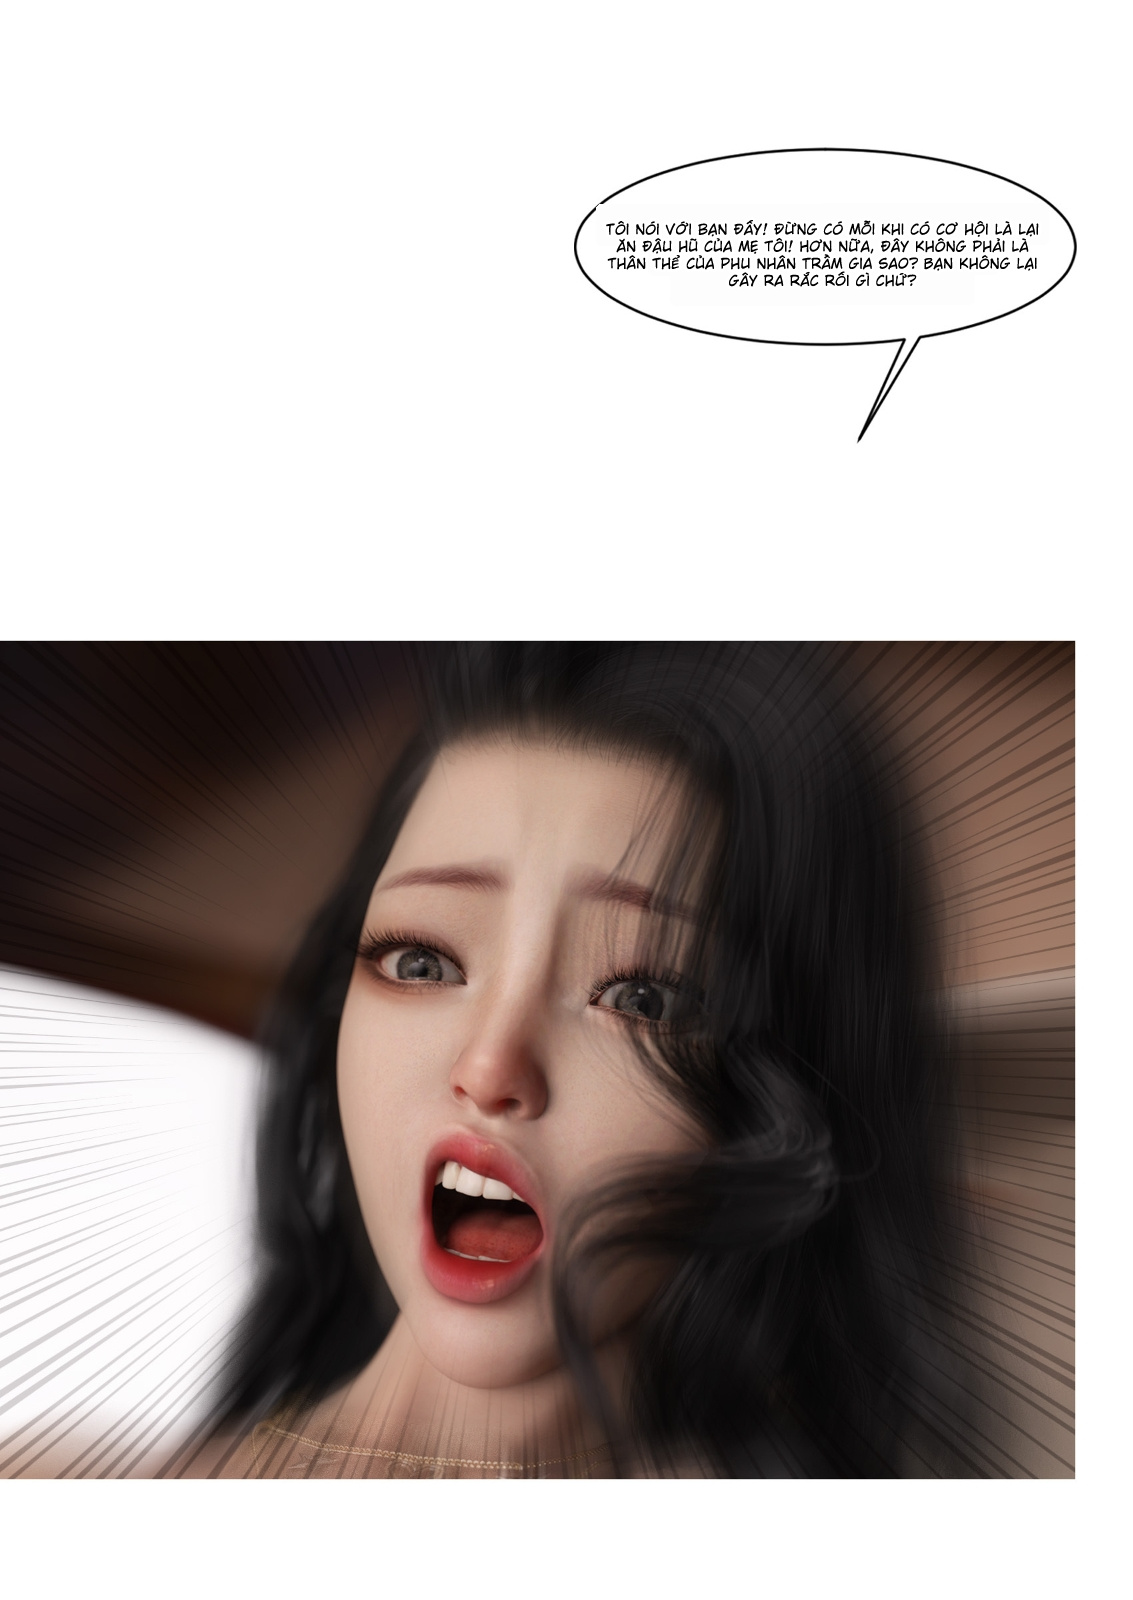 TÔI NÓI VỚI BẠN ĐẤY! ĐỪNG CÓ MỖI KHI CÓ CƠ HỘI LÀ LẠI
ĂN ĐẬU HŨ CỦA MẸ TÔI! HƠN NỮA, ĐÂY KHÔNG PHẢI LÀ
THÂN THỂ CỦA PHU NHÂN TRẦM GIA SAO? BẠN KHÔNG LẠI
GÂY RA RẮC RỐI GÌ CHỨ?